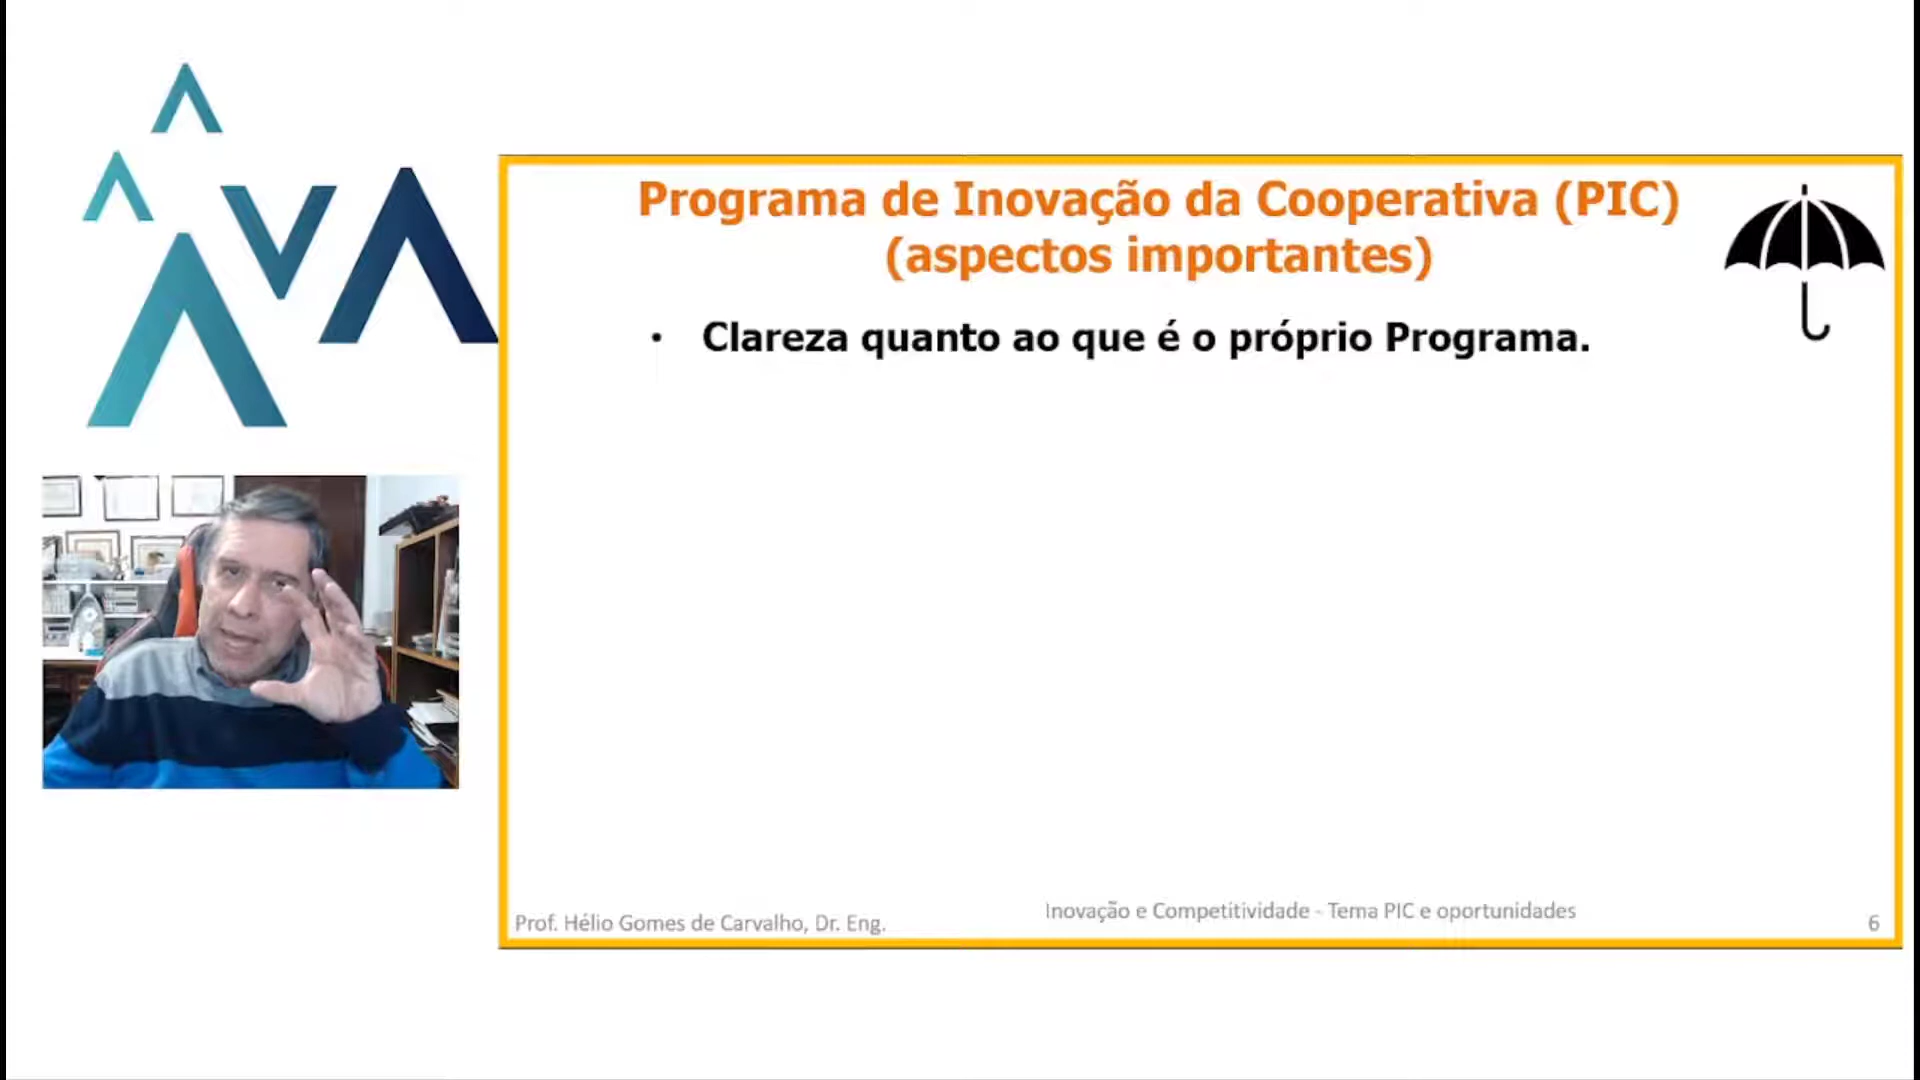 AVA
Programa de Inovação da Cooperativa (PIC)
(aspectos importantes)
• Clareza quanto ao que é o próprio Programa.
Prof. Hélio Gomes de Carvalho, Dr. Eng.
Inovação e Competitividade - Tema PIC e oportunidades
6